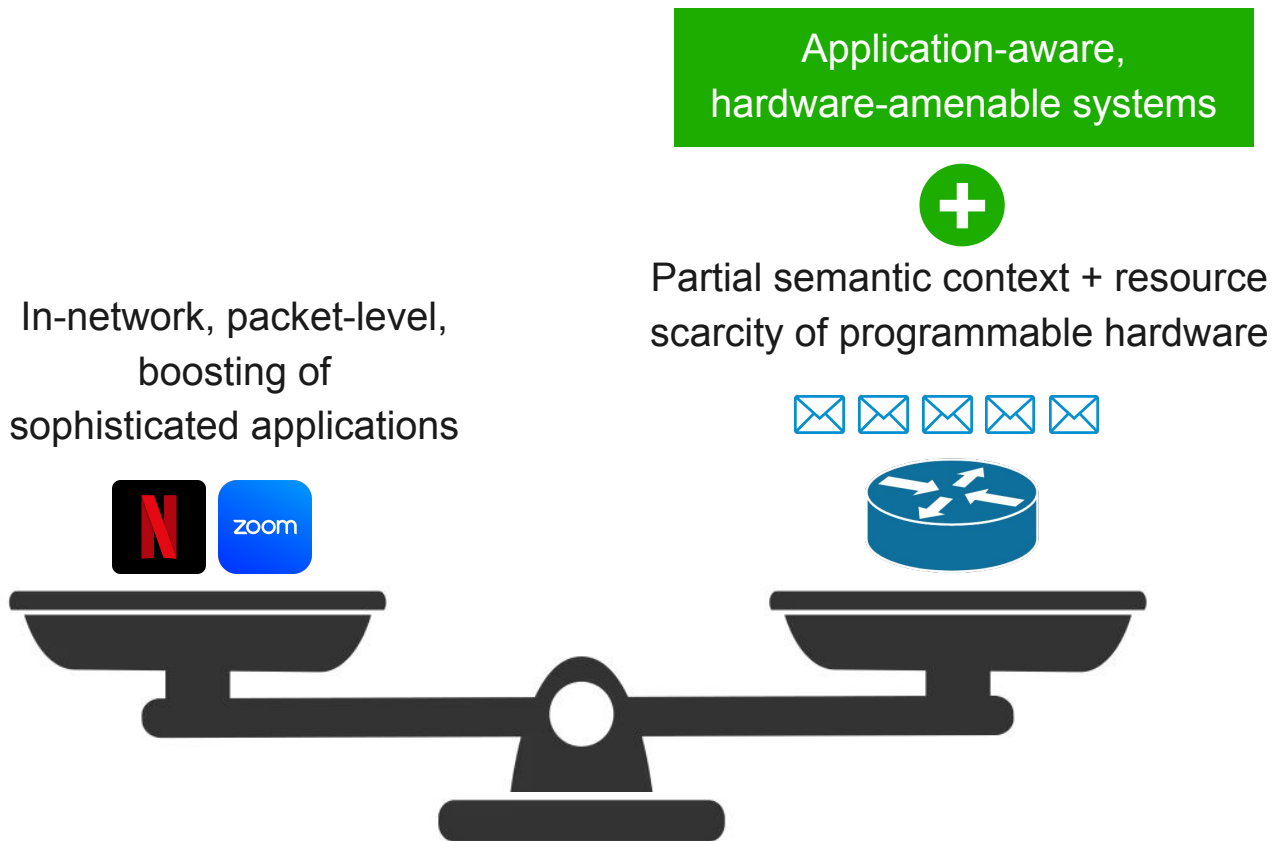 Application-aware,
hardware-amenable systems
Partial semantic context + resource
scarcity of programmable hardware
In-network, packet-level,
boosting of
sophisticated applications
N
zoom